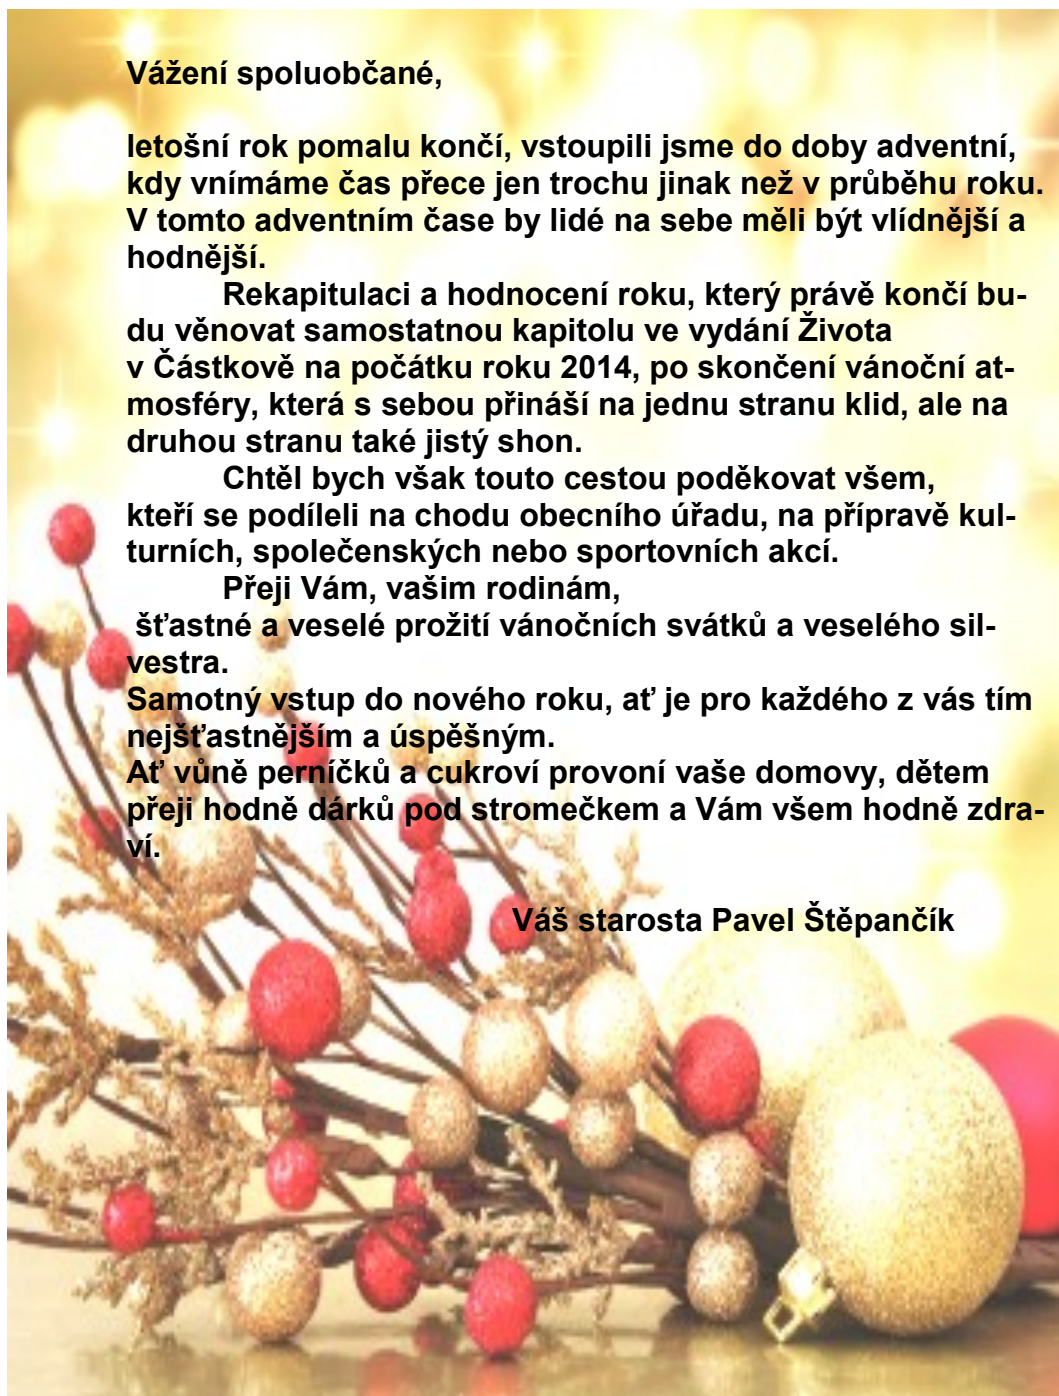 Vážení spoluobčané,
letošní rok pomalu končí, vstoupili jsme do doby adventní,
kdy vnímáme čas přece jen trochu jinak než v průběhu roku.
V tomto adventním čase by lidé na sebe měli být vlídnější a
hodnější.
Rekapitulaci a hodnocení roku, který právě končí bu-
du věnovat samostatnou kapitolu ve vydání Života
v Částkově na počátku roku 2014, po skončení vánoční at-
mosféry, která s sebou přináší na jednu stranu klid, ale na
druhou stranu také jistý shon.
Chtěl bych však touto cestou poděkovat všem,
kteří se podíleli na chodu obecního úřadu, na přípravě kul-
turních, společenských nebo sportovních akcí.
Přeji Vám, vašim rodinám,
šťastné a veselé prožití vánočních svátků a veselého sil-
vestra.
Samotný vstup do nového roku, ať je pro každého z vás tím
nejšťastnějším a úspěšným.
Ať vůně perníčků a cukroví provoní vaše domovy, dětem
přeji hodně dárků pod stromečkem a Vám všem hodně zdra-
ví.
Váš starosta Pavel Štěpančík